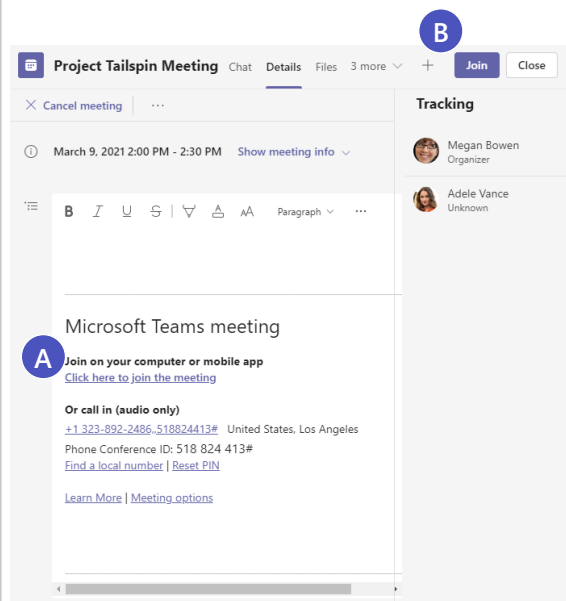 B
Project Tailspin Meeting Chat Details Files 3 more + Join Close
Cancel meeting ...
Tracking
March 9, 2021 2:00 PM - 2:30 PM Show meeting info
Megan Bowen
Organizer
Adele Vance
Unknown
B I U S A AA Paragraph ...
Microsoft Teams meeting
A
Join on your computer or mobile app
Click here to join the meeting
Or call in (audio only)
+1 323-892-2486,,518824413# United States, Los Angeles
Phone Conference ID: 518 824 413#
Find a local number | Reset PIN
Learn More | Meeting options